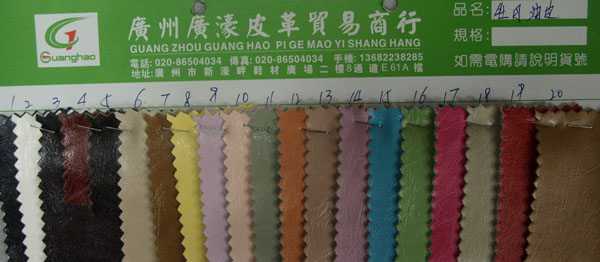 Guanghao
廣州廣濠皮革貿易商行
GUANG ZHOU GUANG HAO PI GE MAO YI SHANG HANG
電話:020-86504034 傳真:020-86504034 手機:13682238285
地址:廣州市新濠畔鞋材廣場二樓8通道E61A檔
品名:牡丹油皮
規格:
如需電購請說明貨號
1 2 3 4 5 6 7 8 9 10 11 12 13 14 15 16 17 18 19 20